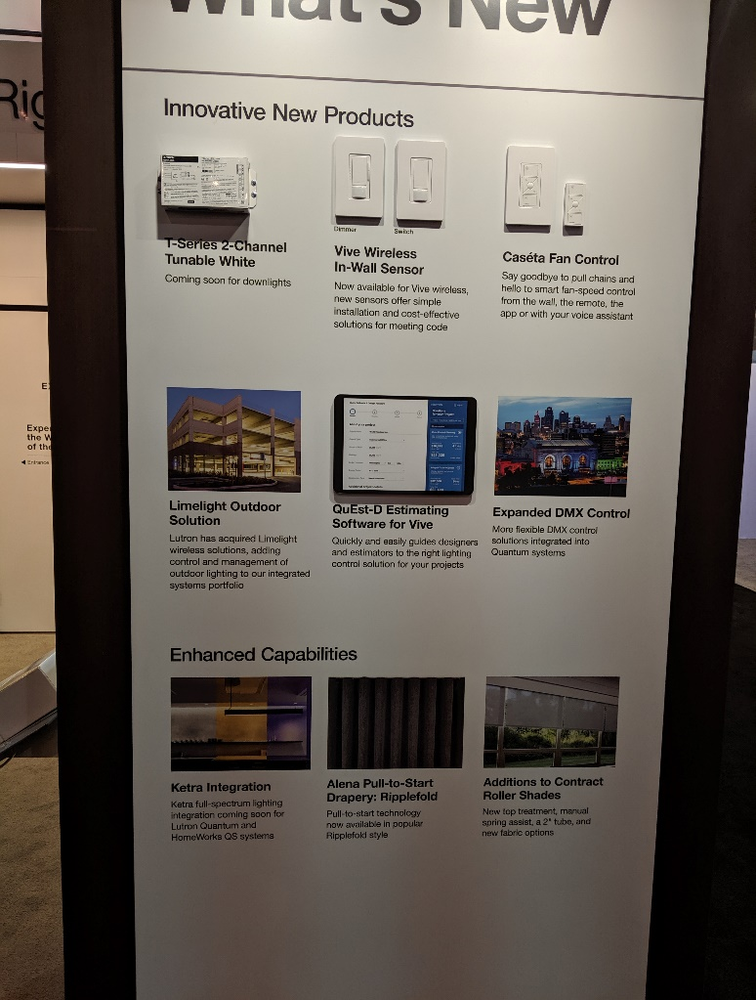 What's New
Rig
Innovative New Products
Dimmer
Switch
T-Series 2-Channel
Tunable White
Coming soon for downlights
Vive Wireless
In-Wall Sensor
Now available for Vive wireless,
new sensors offer simple
installation and cost-effective
solutions for meeting code
Caséta Fan Control
Say goodbye to pull chains and
hello to smart fan-speed control
from the wall, the remote, the
app or with your voice assistant
Limelight Outdoor
Solution
Lutron has acquired Limelight
wireless solutions, adding
control and management of
outdoor lighting to our integrated
systems portfolio
QuEst-D Estimating
Software for Vive
Quickly and easily guides designers
and estimators to the right lighting
control solution for your projects
Expanded DMX Control
More flexible DMX control
solutions integrated into
Quantum systems
the W
of the
Entrance
Enhanced Capabilities
Ketra Integration
Ketra full-spectrum lighting
integration coming soon for
Lutron Quantum and
HomeWorks QS systems
Alena Pull-to-Start
Drapery: Ripplefold
Pull-to-start technology
now available in popular
Ripplefold style
Additions to Contract
Roller Shades
New top treatment, manual
spring assist, a 2" tube, and
new fabric options